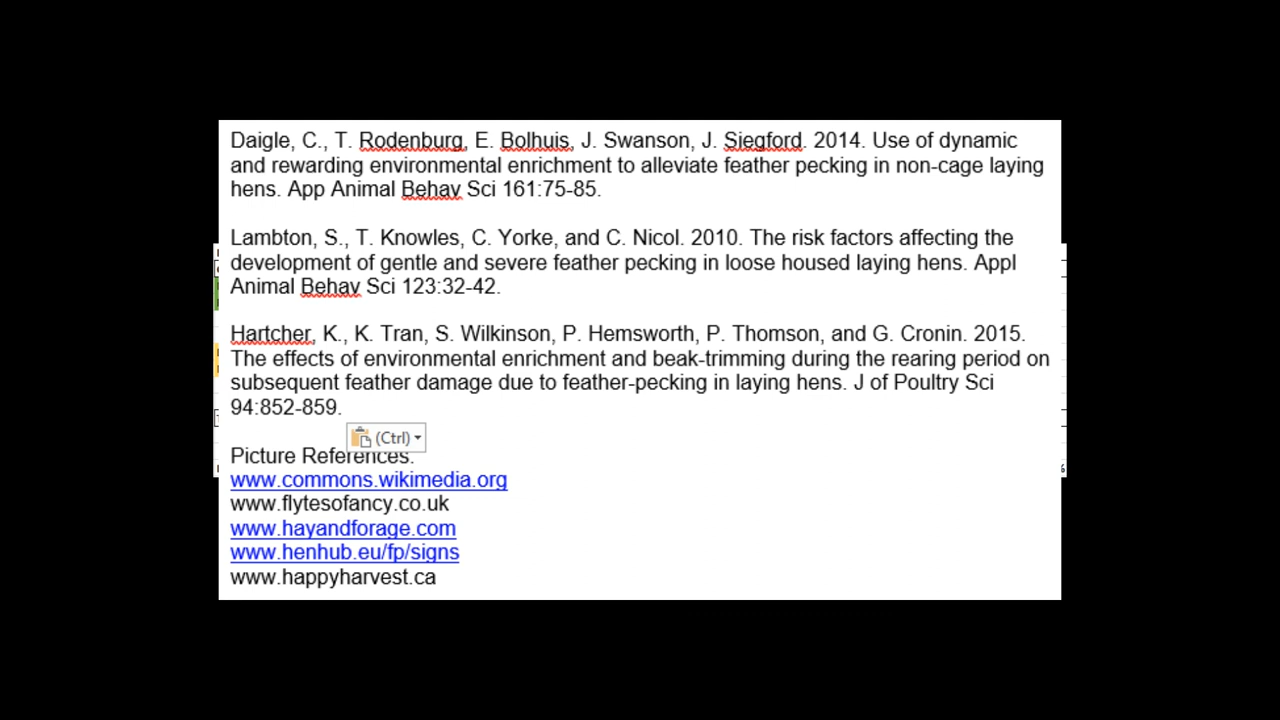 Daigle, C., T. Rodenburg, E. Bolhuis, J. Swanson, J. Siegford. 2014. Use of dynamic
and rewarding environmental enrichment to alleviate feather pecking in non-cage laying
hens. App Animal Behav Sci 161:75-85.
Lambton, S., T. Knowles, C. Yorke, and C. Nicol. 2010. The risk factors affecting the
development of gentle and severe feather pecking in loose housed laying hens. Appl
Animal Behav Sci 123:32-42.
Hartcher, K., K. Tran, S. Wilkinson, P. Hemsworth, P. Thomson, and G. Cronin. 2015.
The effects of environmental enrichment and beak-trimming during the rearing period on
subsequent feather damage due to feather-pecking in laying hens. J of Poultry Sci
94:852-859.
(Ctrl)
Picture References:
www.commons.wikimedia.org
www.flytesofancy.co.uk
www.hayandforage.com
www.henhub.eu/fp/signs
www.happyharvest.ca